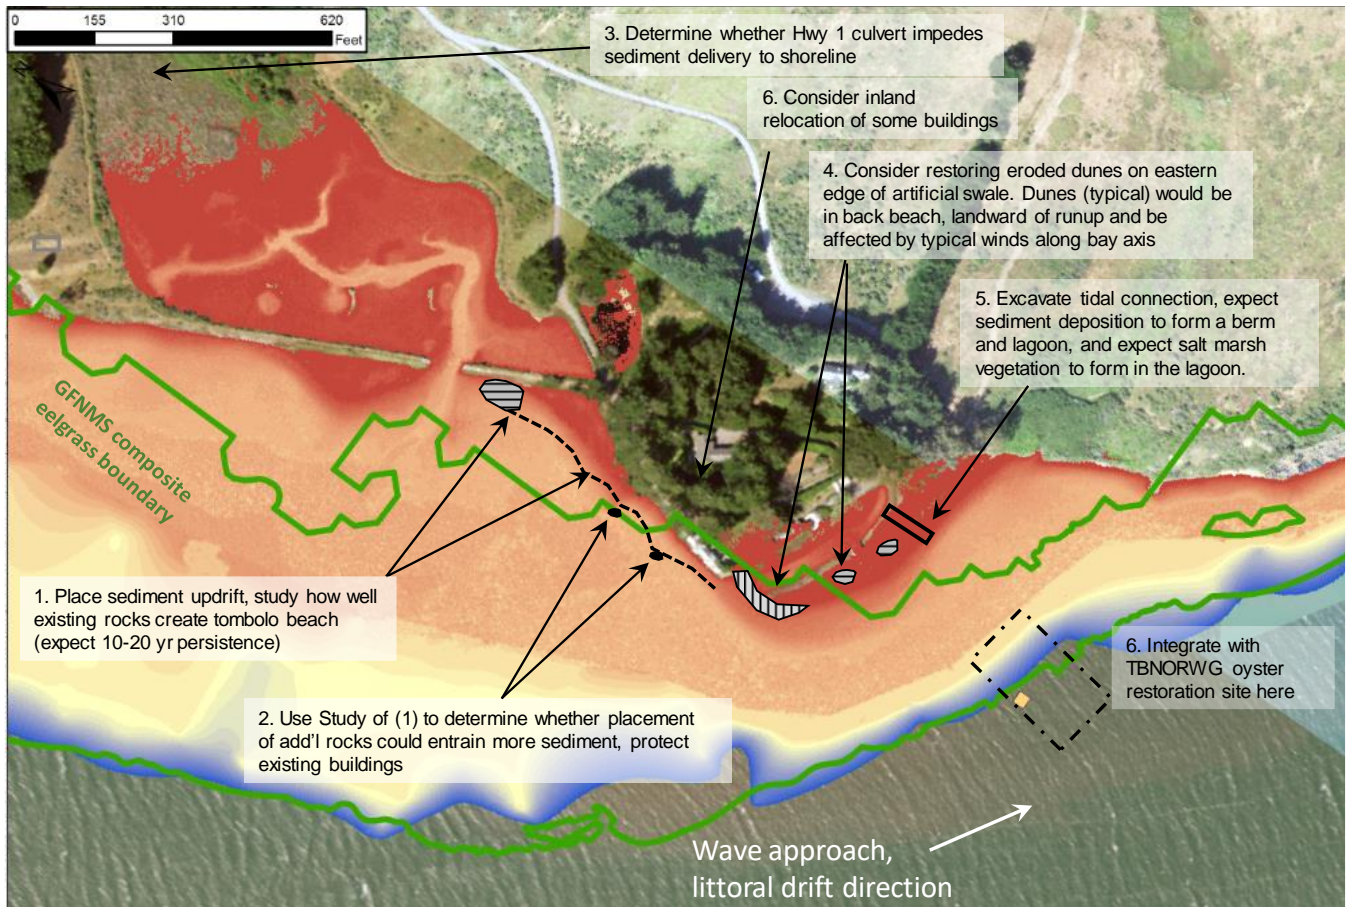 0 155 310 620
Feet
N
3. Determine whether Hwy 1 culvert impedes
sediment delivery to shoreline
6. Consider inland
relocation of some buildings
4. Consider restoring eroded dunes on eastern
edge of artificial swale. Dunes (typical) would be
in back beach, landward of runup and be
affected by typical winds along bay axis
5. Excavate tidal connection, expect
sediment deposition to form a berm
and lagoon, and expect salt marsh
vegetation to form in the lagoon.
GFNMS composite
eelgrass boundary
1. Place sediment updrift, study how well
existing rocks create tombolo beach
(expect 10-20 yr persistence)
2. Use Study of (1) to determine whether placement
of add'l rocks could entrain more sediment, protect
existing buildings
6. Integrate with
TBNORWG oyster
restoration site here
Wave approach,
littoral drift direction